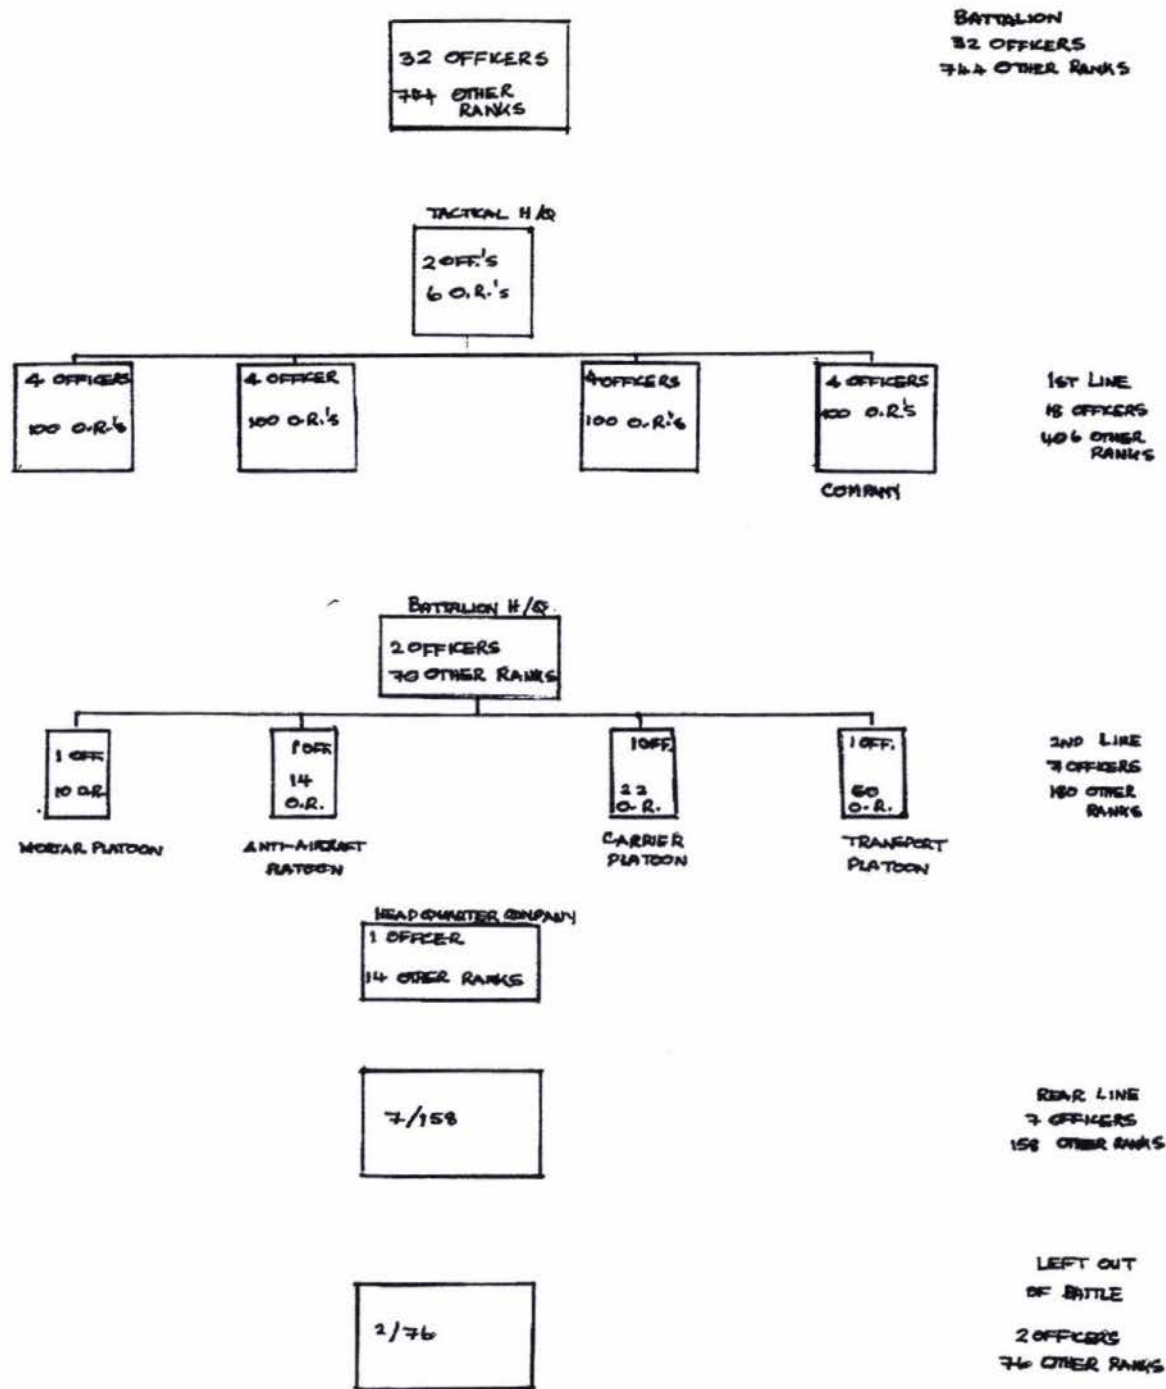 BATTALION
32 OFFICERS
744 OTHER RANKS
32 OFFICERS
OTHER
RANKS
TACTICAL H/Q
2 OFF.'S
6 O.R.'S
4 OFFICERS
100 O.R.'S
4 OFFICER
100 O.R.'S
4 OFFICERS
100 O.R.'S
4 OFFICERS
100 O.R.'S
COMPANY
1ST LINE
18 OFFICERS
406 OTHER
RANKS
BATTALION H/Q.
2 OFFICERS
70 OTHER RANKS
1 OFF.
10 O.R.
MORTAR PLATOON
1 OFF.
14
O.R.
ANTI-AIRCRAFT
PLATOON
1 OFF.
22
O.R.
CARRIER
PLATOON
1 OFF.
O.R.
TRANSPORT
PLATOON
2ND LINE
7 OFFICERS
180 OTHER
RANKS
HEADQUARTER COMPANY
1 OFFICER
14 OTHER RANKS
7/158
REAR LINE
7 OFFICERS
158 OTHER RANKS
2/76
LEFT OUT
OF BATTLE
2 OFFICERS
76 OTHER RANKS